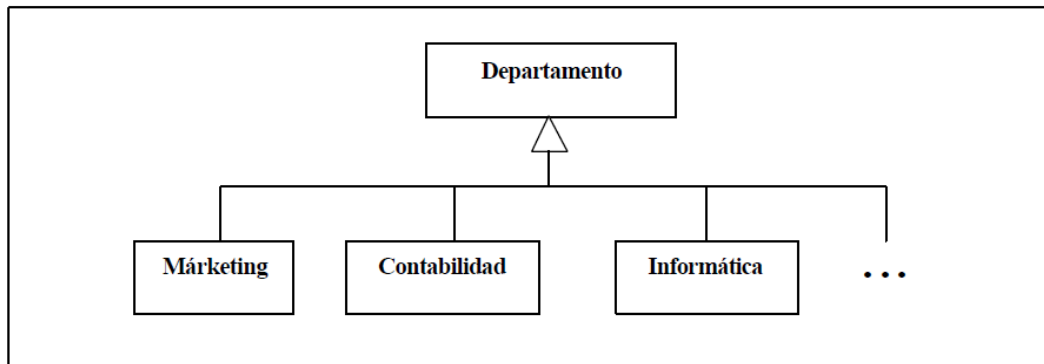 Departamento
Márketing
Contabilidad
Informática
...